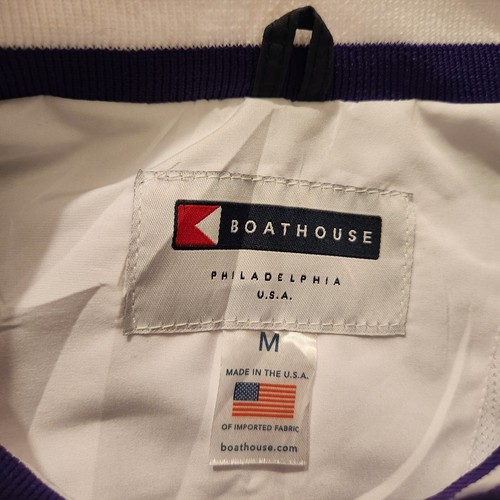 BOATHOUSE
PHILADELPHIA
U.S.A.
M
MADE IN THE U.S.A.
OF IMPORTED FABRIC
boathouse.com